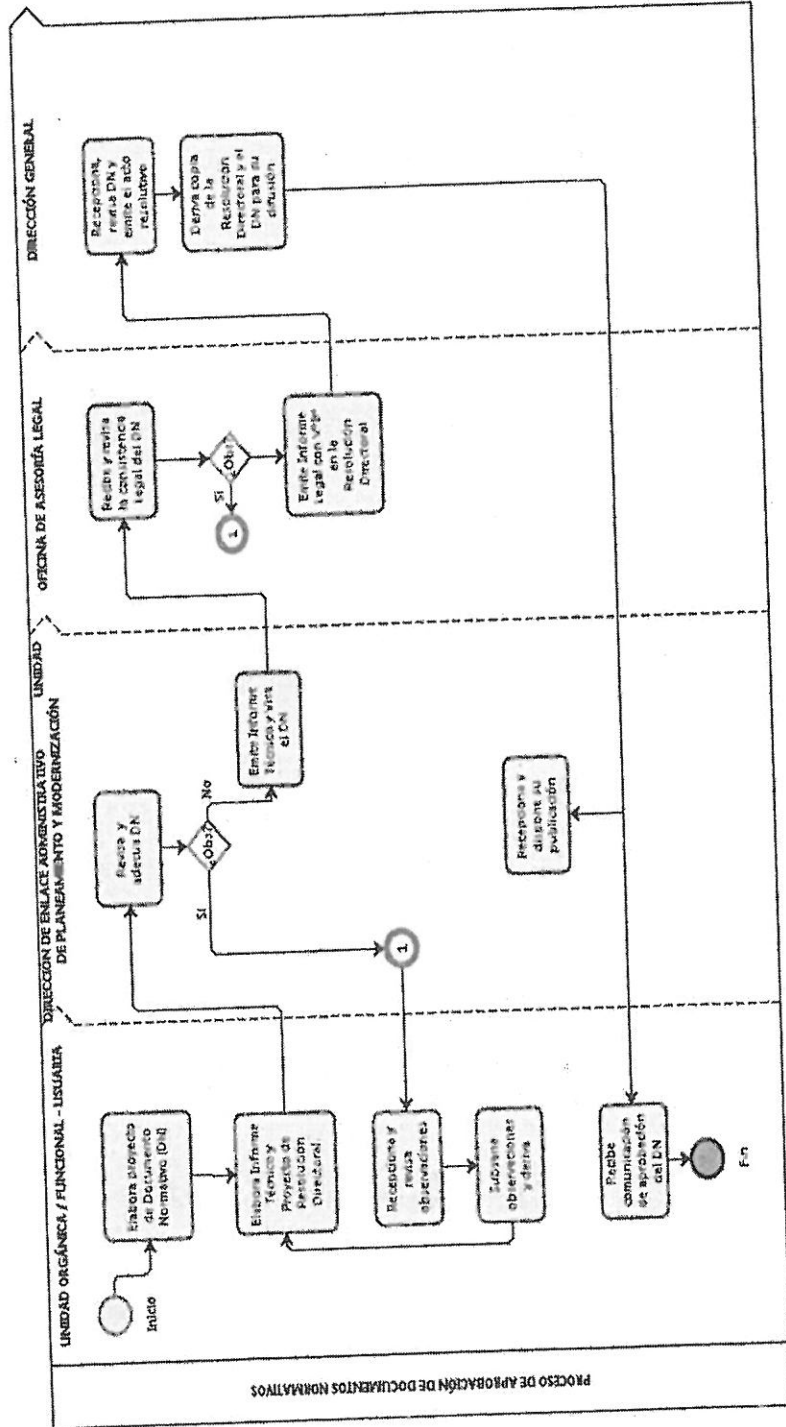 PROCESO DE APROBACIÓN DE DOCUMENTOS NORMATIVOS
UNIDAD ORGÁNICA / FUNCIONAL - USUARIA
Inicio
Elabora proyecto
de Documento
Normativo (DN)
Elabora Informe
Técnico y
Proyecto de
Resolución
Directoral.
Recepciona y
revisa
observaciones
Subsana
observaciones
y deriva
Recibe
comunicación
de aprobación
del DN
Fin
DIRECCIÓN DE ENLACE ADMINISTRATIVO UNIDAD
DE PLANEAMIENTO Y MODERNIZACIÓN
Revisa y
adecua DN
¿Obs?
Si
No
1
Emite Informe
Técnico y Visa
el DN
Recepciona y
dispone su
publicación
OFICINA DE ASESORÍA LEGAL
Recibe y revisa
la consistencia
Legal del DN
¿Obs?
Si
1
Emite Informe
Legal con
en la
Resolución
Directoral
DIRECCIÓN GENERAL
Recepciona,
revisa DN y
emite el acto
resolutivo
Deriva copia
de la
Resolución
Directoral y el
DN para su
difusión